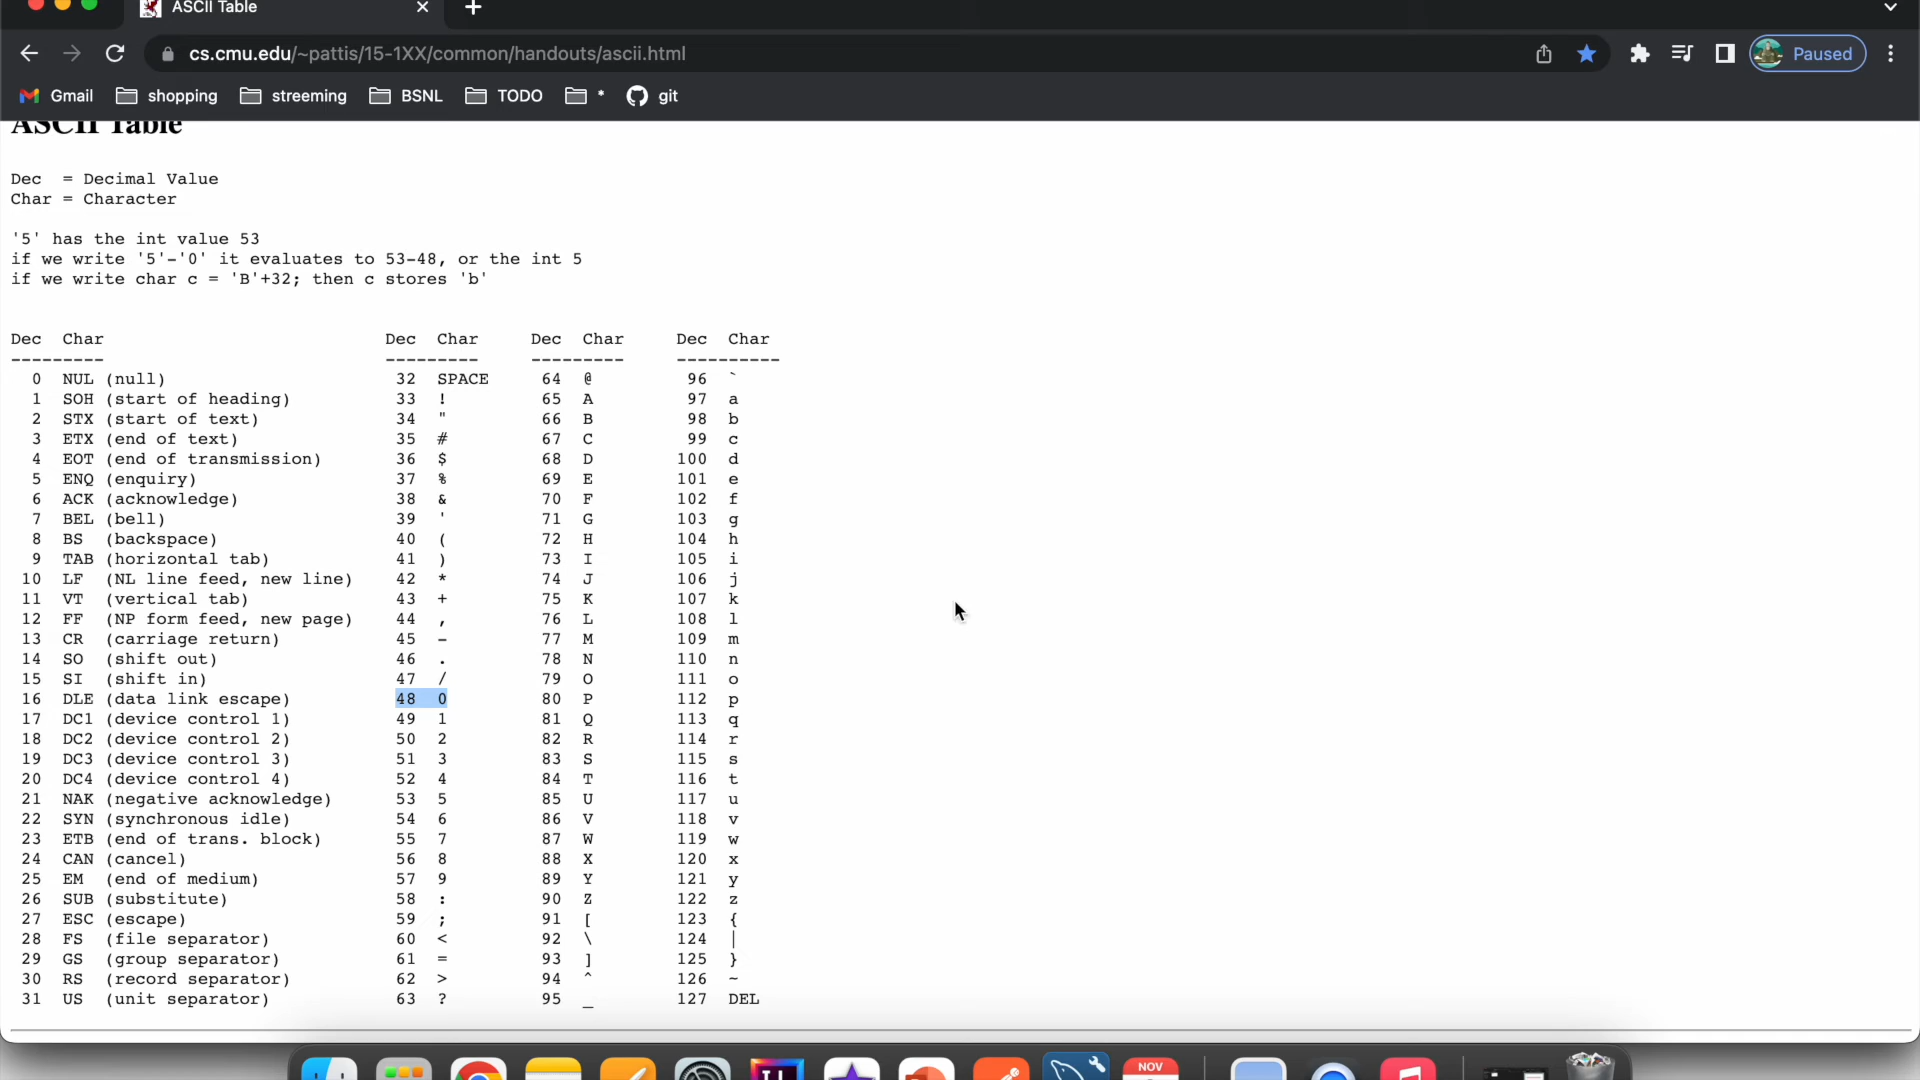 ASCII Table
cs.cmu.edu/~pattis/15-1XX/common/handouts/ascii.html
Paused
Gmail shopping streeming BSNL TODO * git
ASCII Table
Dec = Decimal Value
Char = Character
'5' has the int value 53
if we write '5'-'0' it evaluates to 53-48, or the int 5
if we write char c = 'B'+32; then c stores 'b'
Dec Char Dec Char Dec Char Dec Char
--------- --------- --------- ----------
0 NUL (null) 32 SPACE 64 @ 96 `
1 SOH (start of heading) 33 ! 65 A 97 a
2 STX (start of text) 34 " 66 B 98 b
3 ETX (end of text) 35 # 67 C 99 c
4 EOT (end of transmission) 36 $ 68 D 100 d
5 ENQ (enquiry) 37 % 69 E 101 e
6 ACK (acknowledge) 38 & 70 F 102 f
7 BEL (bell) 39 ' 71 G 103 g
8 BS (backspace) 40 ( 72 H 104 h
9 TAB (horizontal tab) 41 ) 73 I 105 i
10 LF (NL line feed, new line) 42 * 74 J 106 j
11 VT (vertical tab) 43 + 75 K 107 k
12 FF (NP form feed, new page) 44 , 76 L 108 l
13 CR (carriage return) 45 - 77 M 109 m
14 SO (shift out) 46 . 78 N 110 n
15 SI (shift in) 47 / 79 O 111 o
16 DLE (data link escape) 48 0 80 P 112 p
17 DC1 (device control 1) 49 1 81 Q 113 q
18 DC2 (device control 2) 50 2 82 R 114 r
19 DC3 (device control 3) 51 3 83 S 115 s
20 DC4 (device control 4) 52 4 84 T 116 t
21 NAK (negative acknowledge) 53 5 85 U 117 u
22 SYN (synchronous idle) 54 6 86 V 118 v
23 ETB (end of trans. block) 55 7 87 W 119 w
24 CAN (cancel) 56 8 88 X 120 x
25 EM (end of medium) 57 9 89 Y 121 y
26 SUB (substitute) 58 : 90 Z 122 z
27 ESC (escape) 59 ; 91 [ 123 {
28 FS (file separator) 60 < 92 \ 124 |
29 GS (group separator) 61 = 93 ] 125 }
30 RS (record separator) 62 > 94 ^ 126 ~
31 US (unit separator) 63 ? 95 _ 127 DEL
NOV